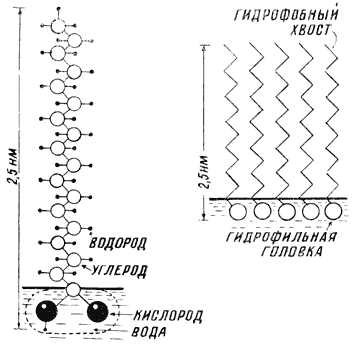 2,5 нм
ВОДОРОД
УГЛЕРОД
КИСЛОРОД
ВОДА
ГИДРОФОБНЫЙ
ХВОСТ
2,5 нм
ГИДРОФИЛЬНАЯ
ГОЛОВКА